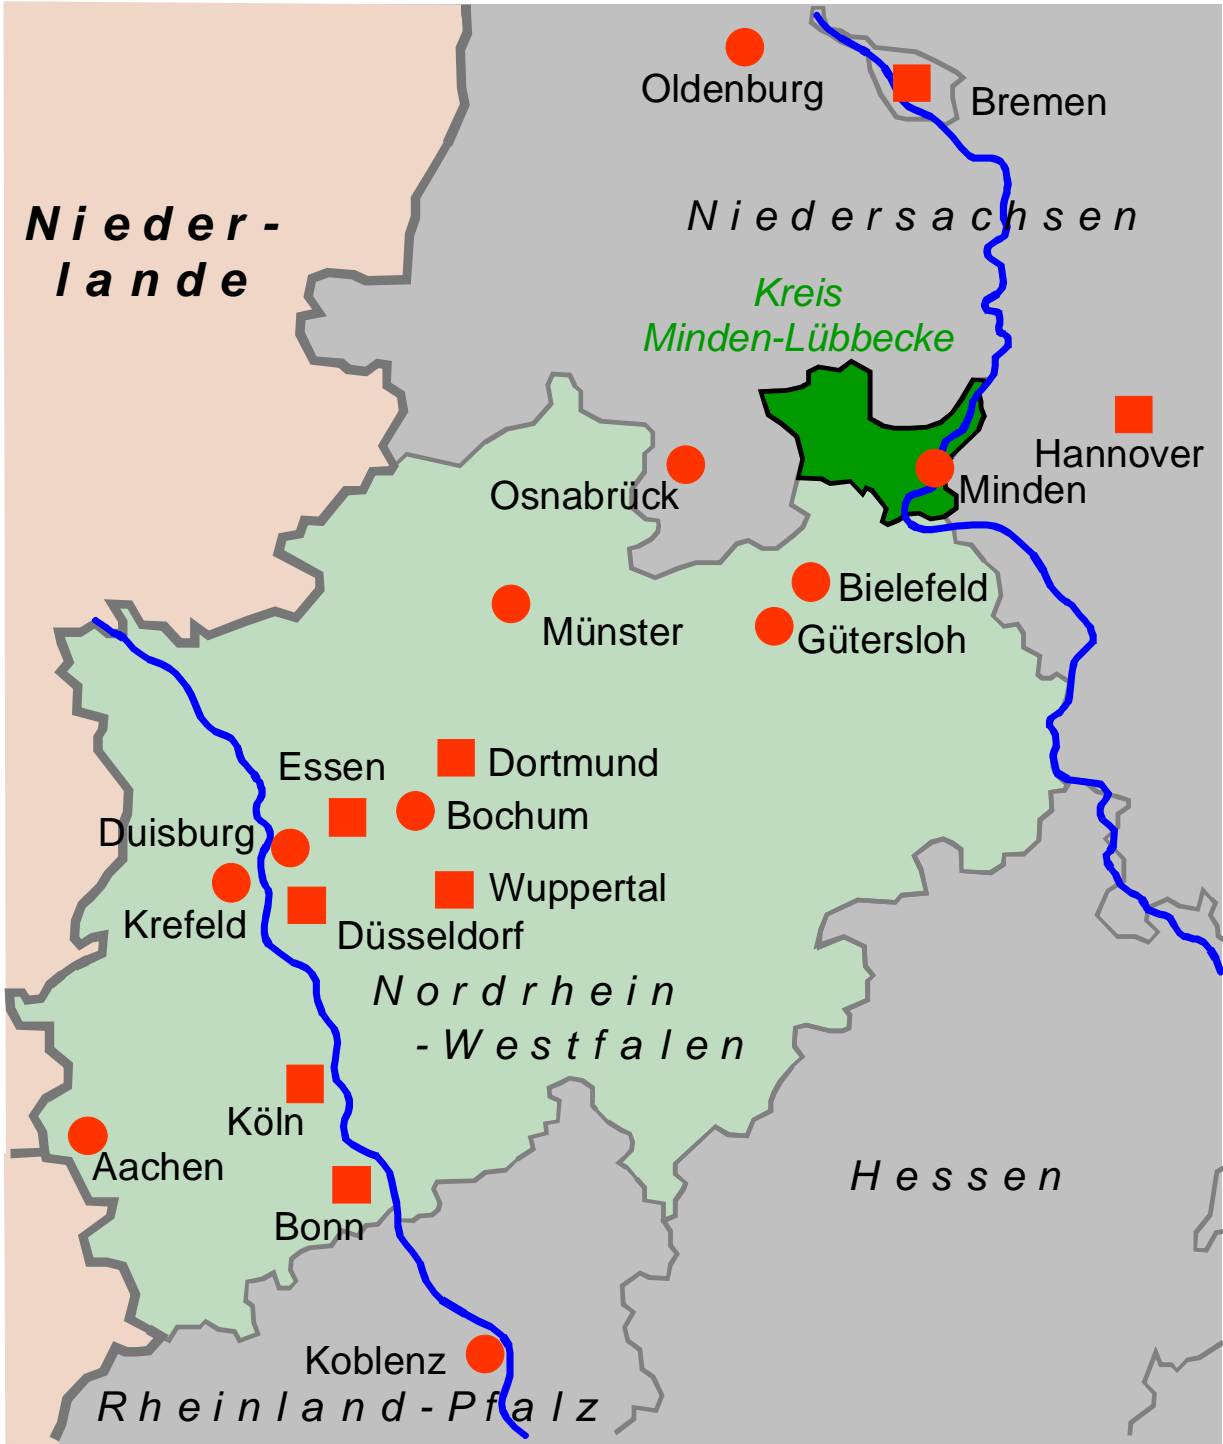 Oldenburg
Bremen
Niedersachsen
Nieder-
lande
Kreis
Minden-Lübbecke
Hannover
Osnabrück
Minden
Bielefeld
Münster
Gütersloh
Essen
Dortmund
Bochum
Duisburg
Wuppertal
Krefeld
Düsseldorf
Nordrhein
-Westfalen
Köln
Aachen
Hessen
Bonn
Koblenz
Rheinland-Pfalz